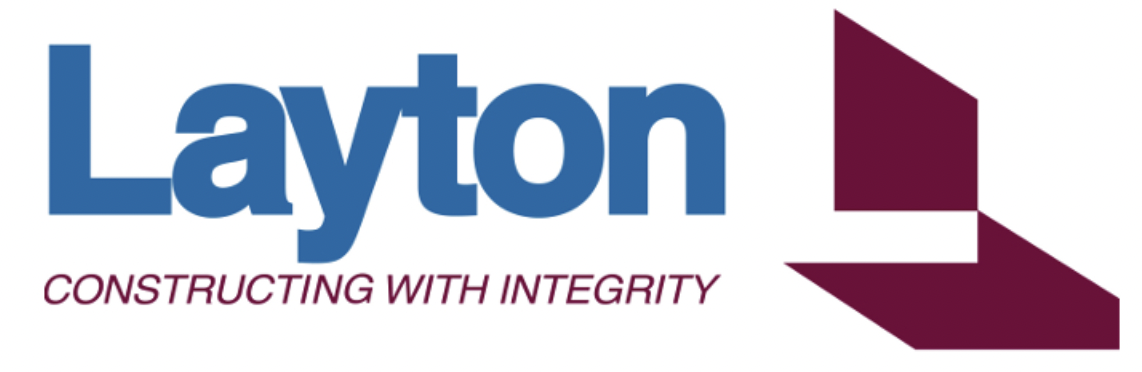 Layton
CONSTRUCTING WITH INTEGRITY